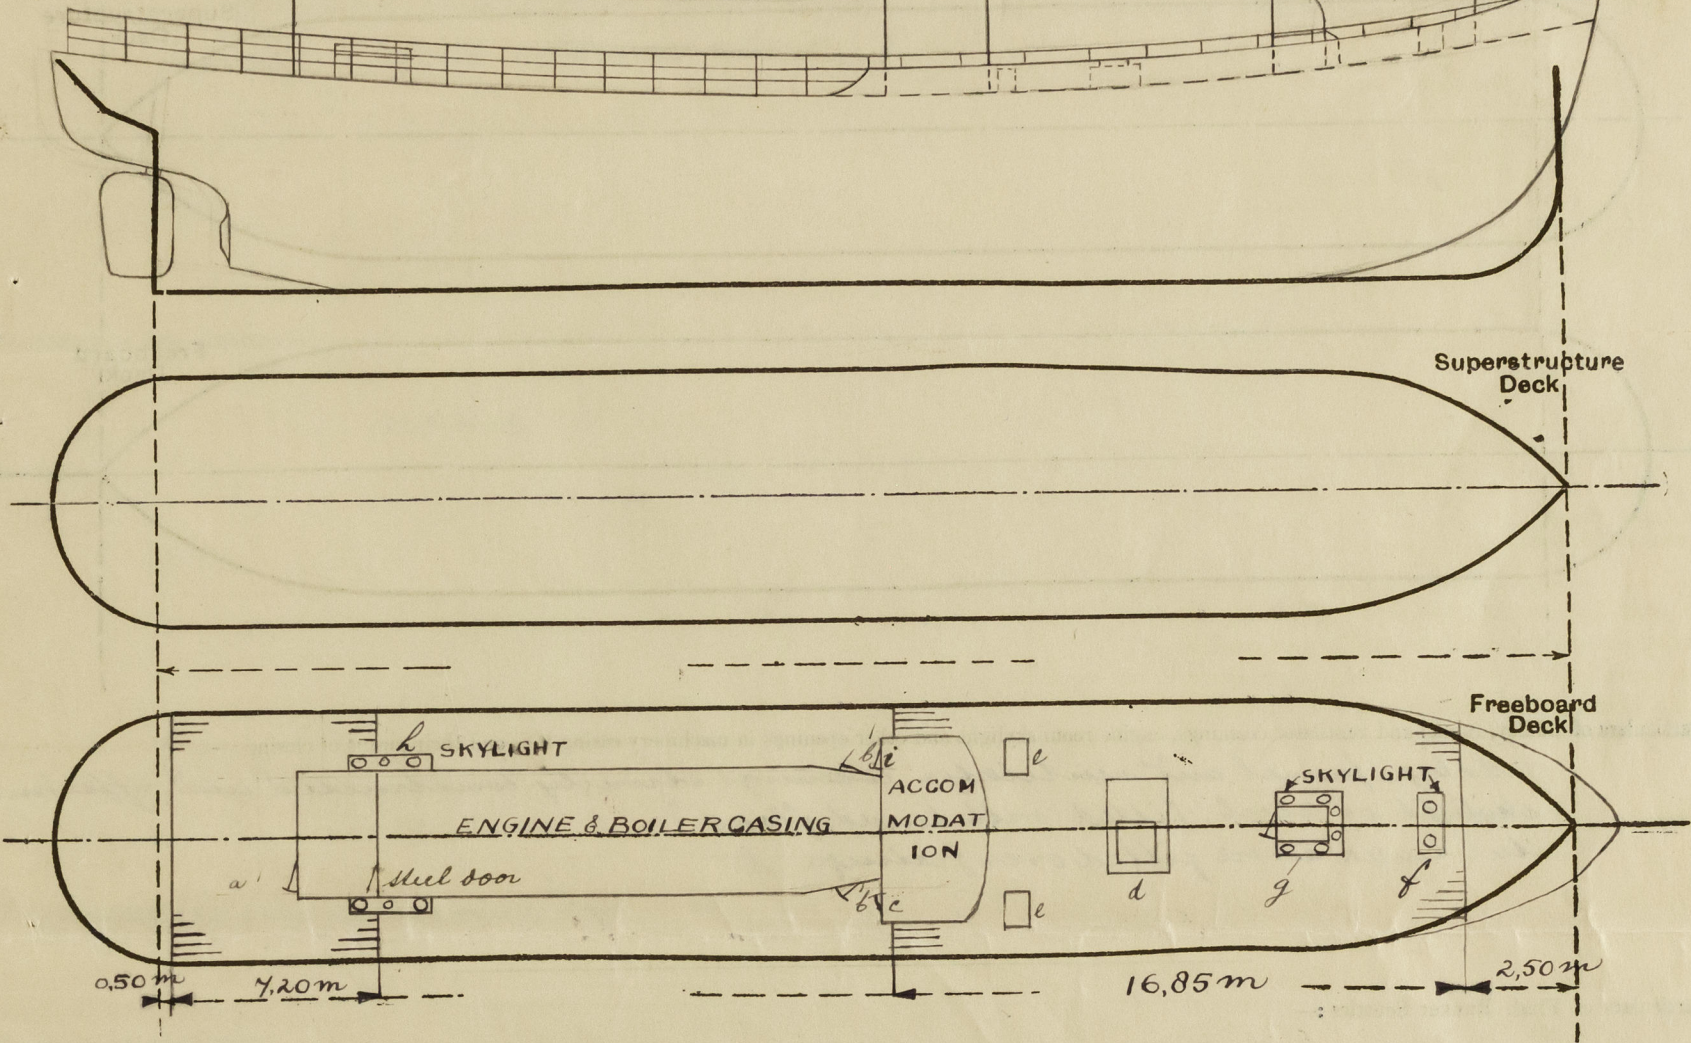 Superstructure
Deck
Freeboard
Deck
h SKYLIGHT
b i
e
ACCOM
MODAT
ION
SKYLIGHT
ENGINE & BOILER CASING
a
steel door
b c
e
d
g
f
0,50 m
7,20 m
16,85 m
2,50 m